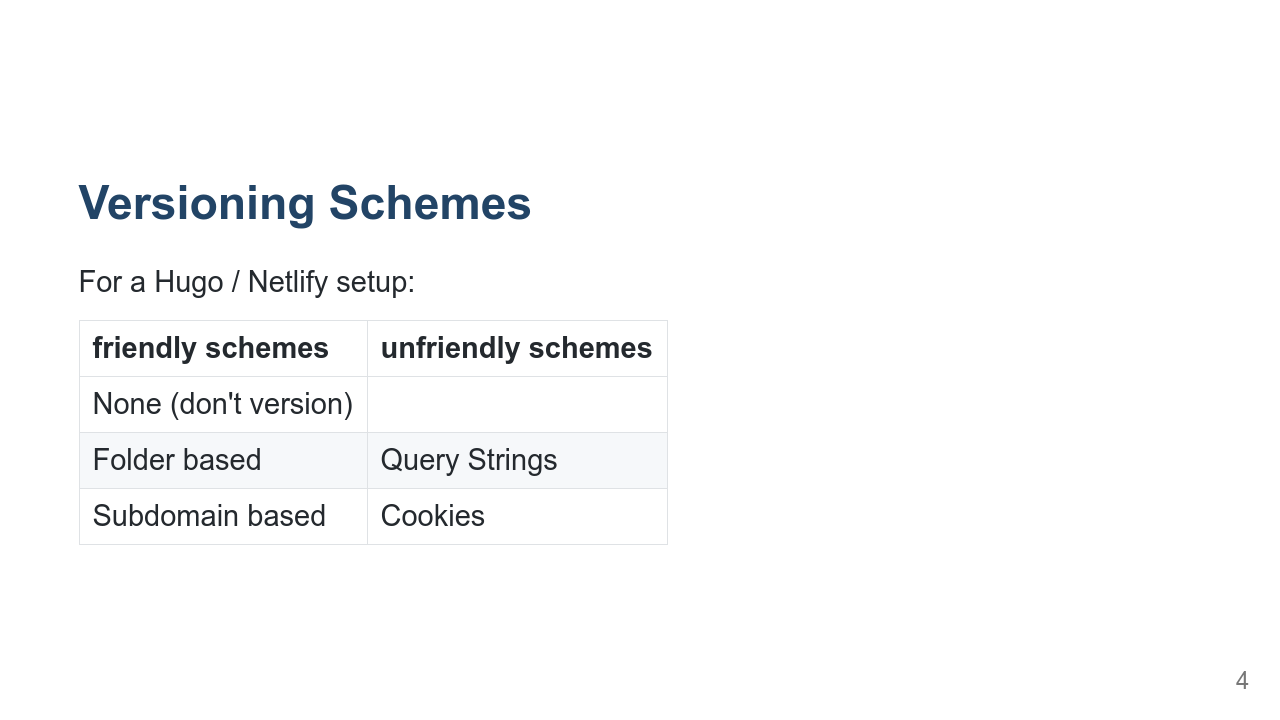 Versioning Schemes
For a Hugo / Netlify setup:
friendly schemes unfriendly schemes
None (don't version)
Folder based Query Strings
Subdomain based Cookies
4